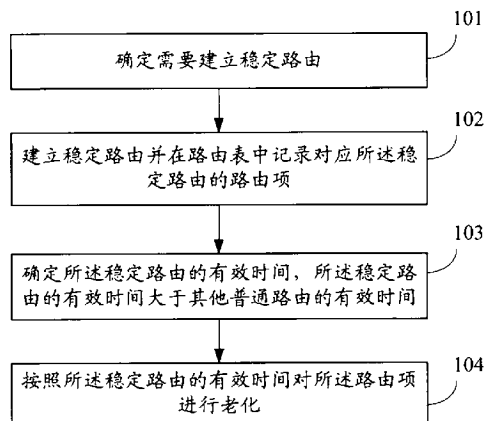 101
确定需要建立稳定路由
102
建立稳定路由并在路由表中记录对应所述稳
定路由的路由项
103
确定所述稳定路由的有效时间，所述稳定路
由的有效时间大于其他普通路由的有效时间
104
按照所述稳定路由的有效时间对所述路由项
进行老化